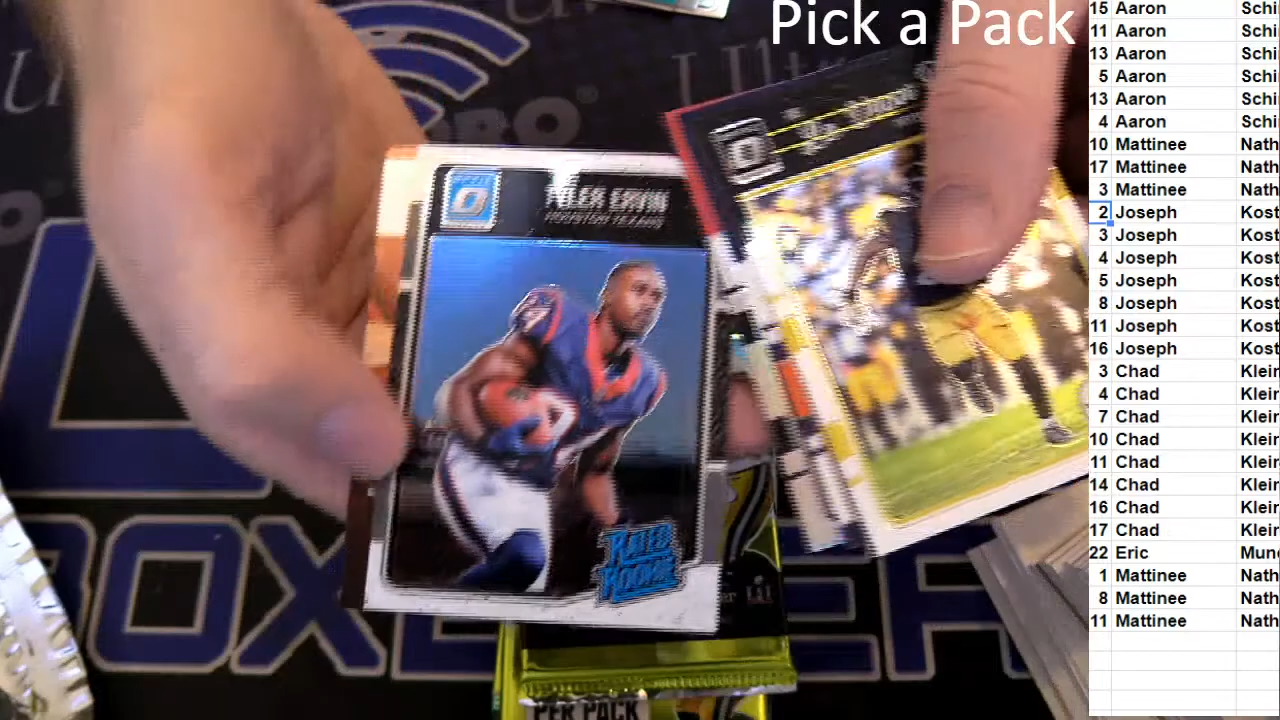 Pick a Pack
TYLER ERVIN
HOUSTON TEXANS
RATED
ROOKIE
PER PACK
BOX
LI
15 Aaron Schi
11 Aaron Schi
13 Aaron Schi
5 Aaron Schi
13 Aaron Schi
4 Aaron Schi
10 Mattinee Nath
17 Mattinee Nath
3 Mattinee Nath
2 Joseph Kost
3 Joseph Kost
4 Joseph Kost
5 Joseph Kost
8 Joseph Kost
11 Joseph Kost
16 Joseph Kost
3 Chad Klein
4 Chad Klein
7 Chad Klein
10 Chad Klein
11 Chad Klein
14 Chad Klein
16 Chad Klein
17 Chad Klein
22 Eric Mun
1 Mattinee Nath
8 Mattinee Nath
11 Mattinee Nath